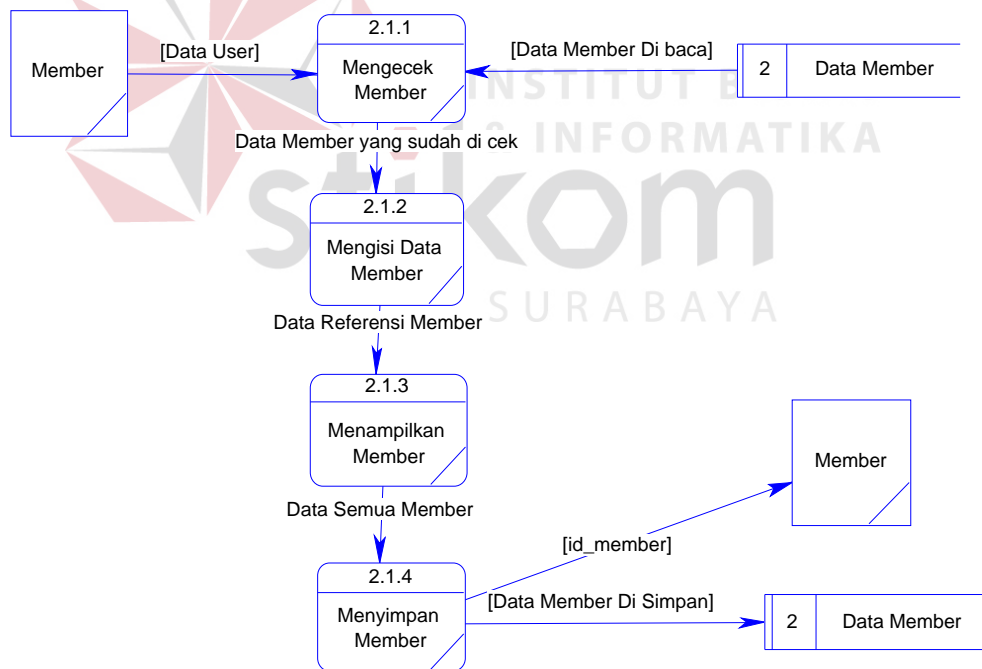 Member
[Data User]
2.1.1
Mengecek
Member
[Data Member Di baca]
2
Data Member
INSTITUT B
INFORMATIKA
Data Member yang sudah di cek
stikom
SURABAYA
2.1.2
Mengisi Data
Member
Data Referensi Member
2.1.3
Menampilkan
Member
Data Semua Member
Member
[id_member]
2.1.4
Menyimpan
Member
[Data Member Di Simpan]
2
Data Member